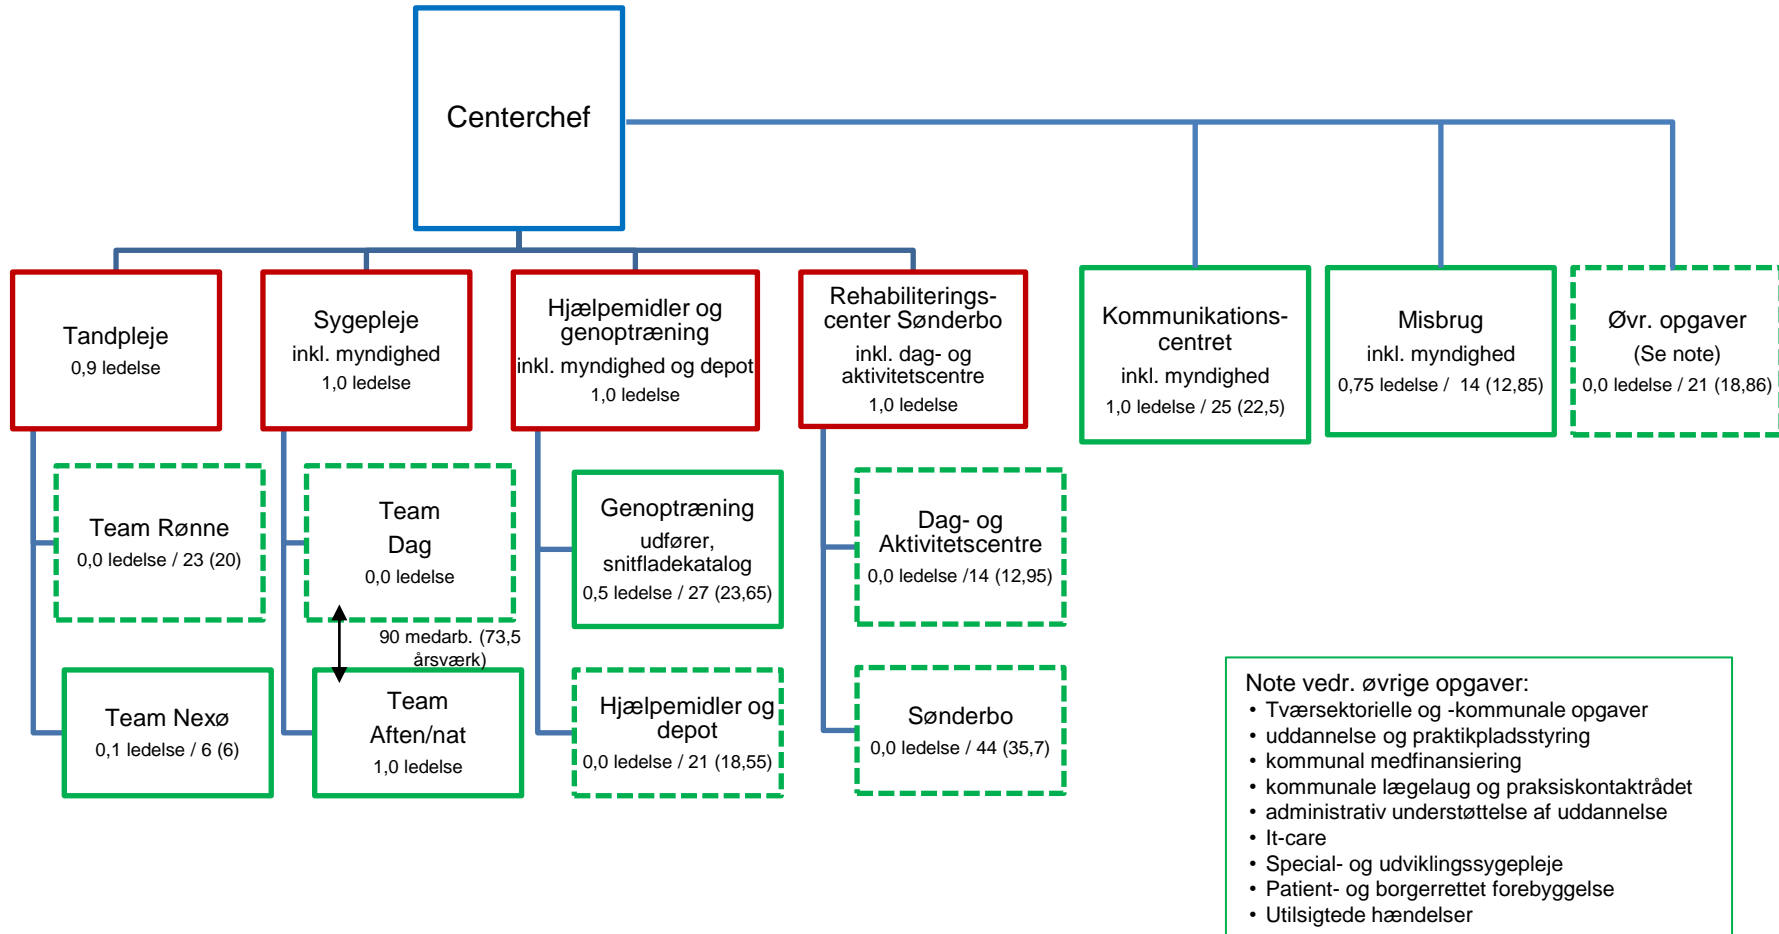 Centerchef
Tandpleje
0,9 ledelse
Sygepleje
inkl. myndighed
1,0 ledelse
Hjælpemidler og
genoptræning
inkl. myndighed og depot
1,0 ledelse
Rehabiliterings-
center Sønderbo
inkl. dag- og
aktivitetscentre
1,0 ledelse
Kommunikations-
centret
inkl. myndighed
1,0 ledelse / 25 (22,5)
Misbrug
inkl. myndighed
0,75 ledelse /  14 (12,85)
Øvr. opgaver
(Se note)
0,0 ledelse / 21 (18,86)
Team Rønne
0,0 ledelse / 23 (20)
Team
Dag
0,0 ledelse
Genoptræning
udfører,
snitfladekatalog
0,5 ledelse / 27 (23,65)
Dag- og
Aktivitetscentre
0,0 ledelse /14 (12,95)
90 medarb. (73,5
årsværk)
Team Nexø
0,1 ledelse / 6 (6)
Team
Aften/nat
1,0 ledelse
Hjælpemidler og
depot
0,0 ledelse / 21 (18,55)
Sønderbo
0,0 ledelse / 44 (35,7)
Note vedr. øvrige opgaver:
• Tværsektorielle og -kommunale opgaver
• uddannelse og praktikpladsstyring
• kommunal medfinansiering
• kommunale lægelaug og praksiskontaktrådet
• administrativ understøttelse af uddannelse
• It-care
• Special- og udviklingssygepleje
• Patient- og borgerrettet forebyggelse
• Utilsigtede hændelser